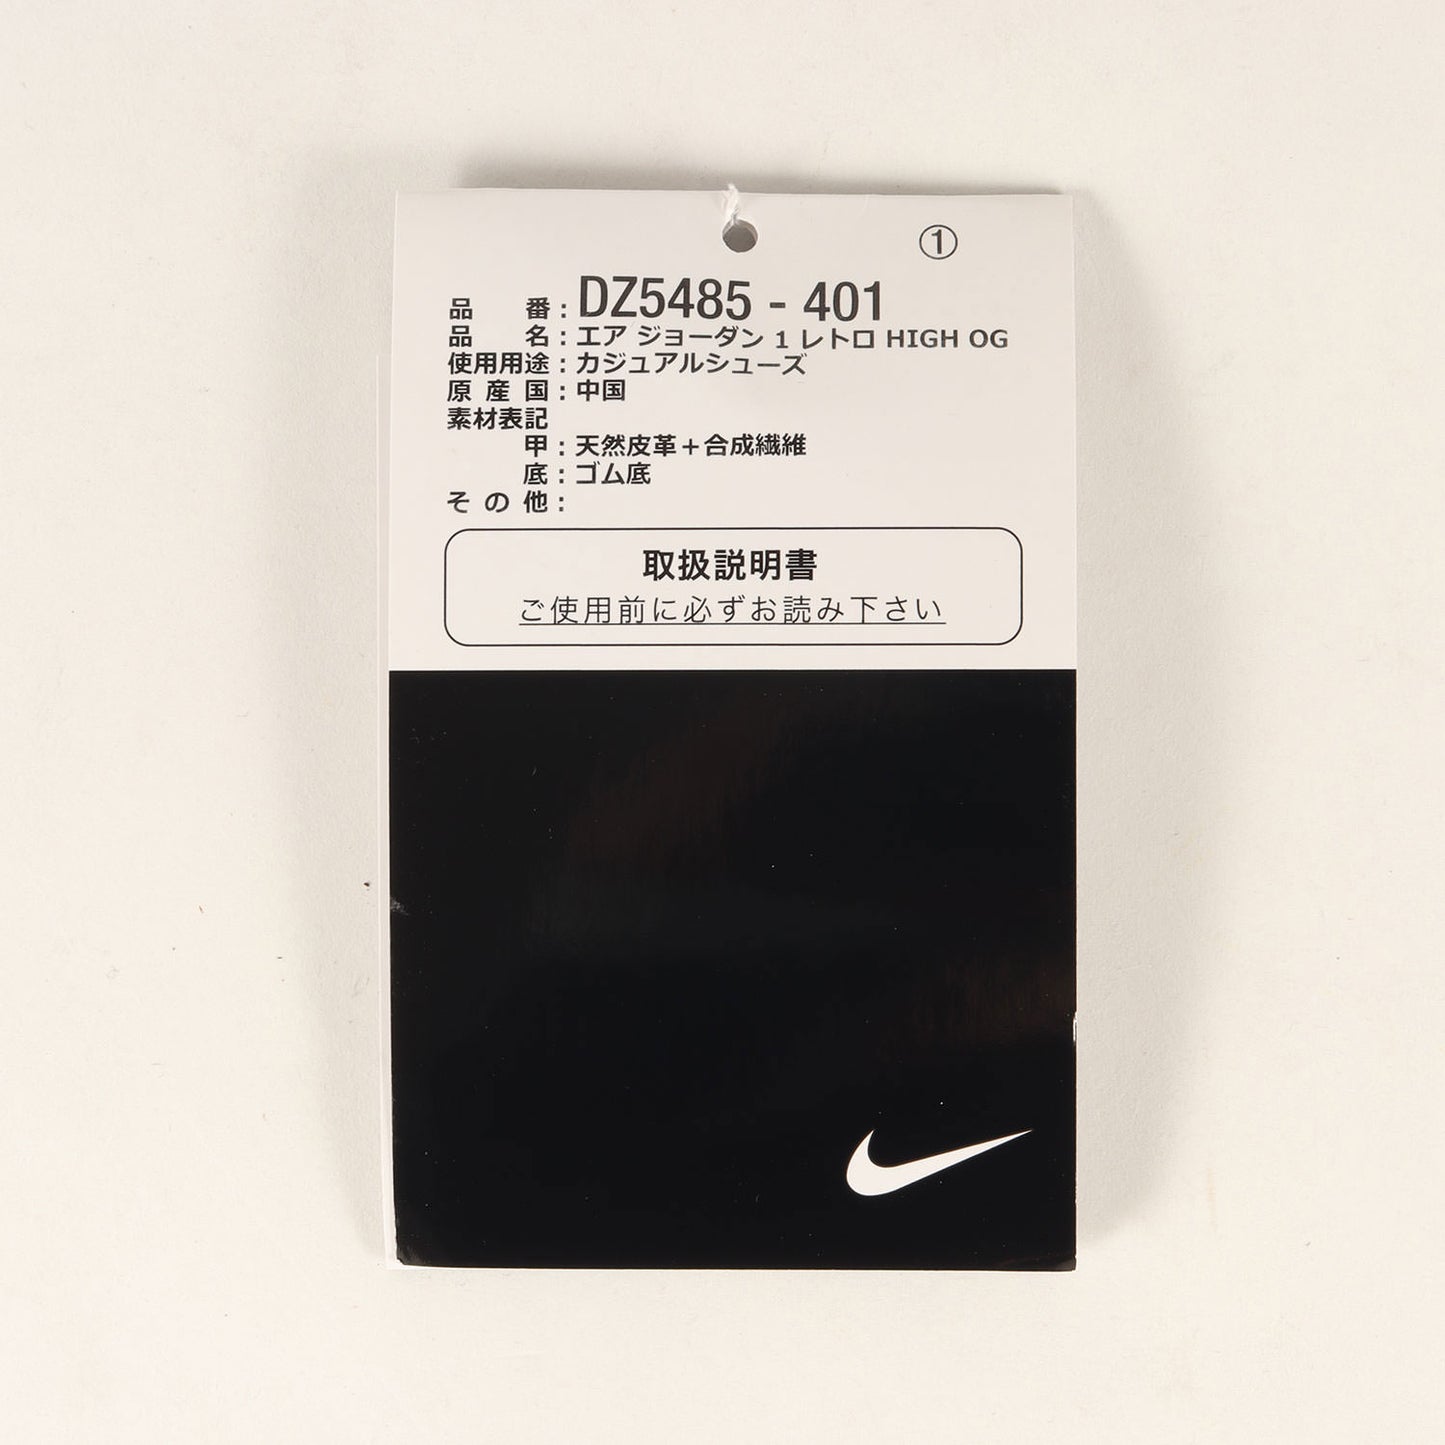 ①
品番:DZ5485-401
品名:エア ジョーダン 1 レトロ HIGH OG
使用用途:カジュアルシューズ
原産国:中国
素材表記
甲:天然皮革+合成繊維
底:ゴム底
その他:
取扱説明書
ご使用前に必ずお読み下さい